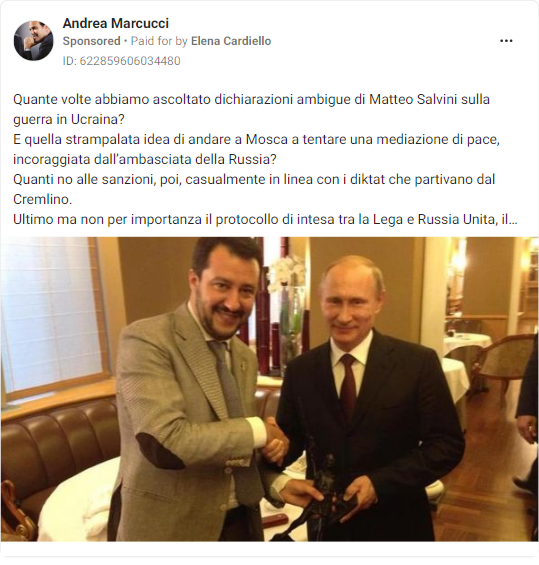 Andrea Marcucci
Sponsored • Paid for by Elena Cardiello
ID: 622859606034480
Quante volte abbiamo ascoltato dichiarazioni ambigue di Matteo Salvini sulla
guerra in Ucraina?
E quella strampalata idea di andare a Mosca a tentare una mediazione di pace,
incoraggiata dall'ambasciata della Russia?
Quanti no alle sanzioni, poi, casualmente in linea con i diktat che partivano dal
Cremlino.
Ultimo ma non per importanza il protocollo di intesa tra la Lega e Russia Unita, il...